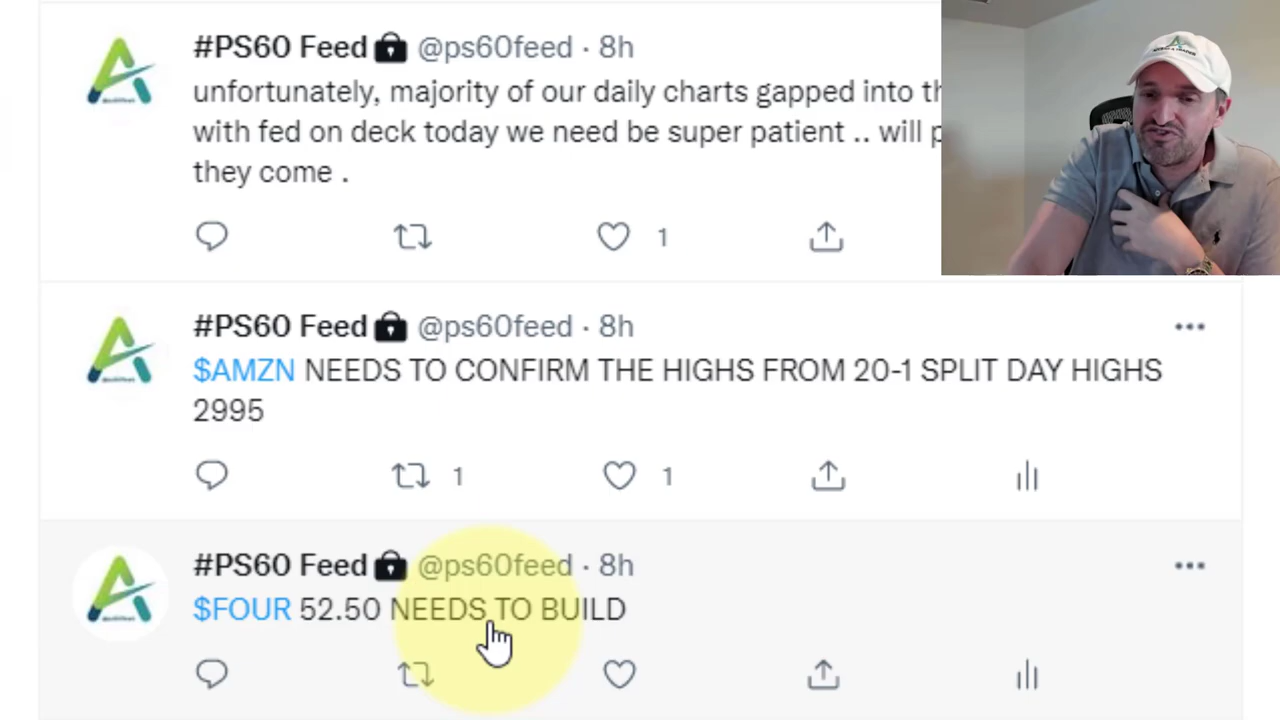 #PS60 Feed @ps60feed · 8h
unfortunately, majority of our daily charts gapped into
with fed on deck today we need be super patient .. will
they come .
1
#PS60 Feed @ps60feed · 8h
$AMZN NEEDS TO CONFIRM THE HIGHS FROM 20-1 SPLIT DAY HIGHS
2995
1 1
#PS60 Feed @ps60feed · 8h
$FOUR 52.50 NEEDS TO BUILD